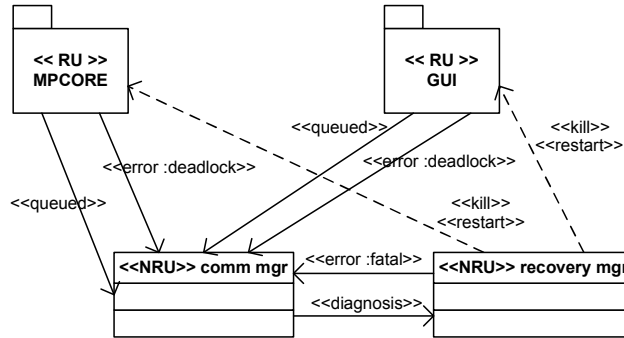 << RU >>
MPCORE
<< RU >>
GUI
<<queued>>
<<kill>>
<<restart>>
<<error :deadlock>>
<<error :deadlock>>
<<queued>>
<<kill>>
<<restart>>
<<NRU>> comm mgr
<<error :fatal>>
<<NRU>> recovery mgr
<<diagnosis>>